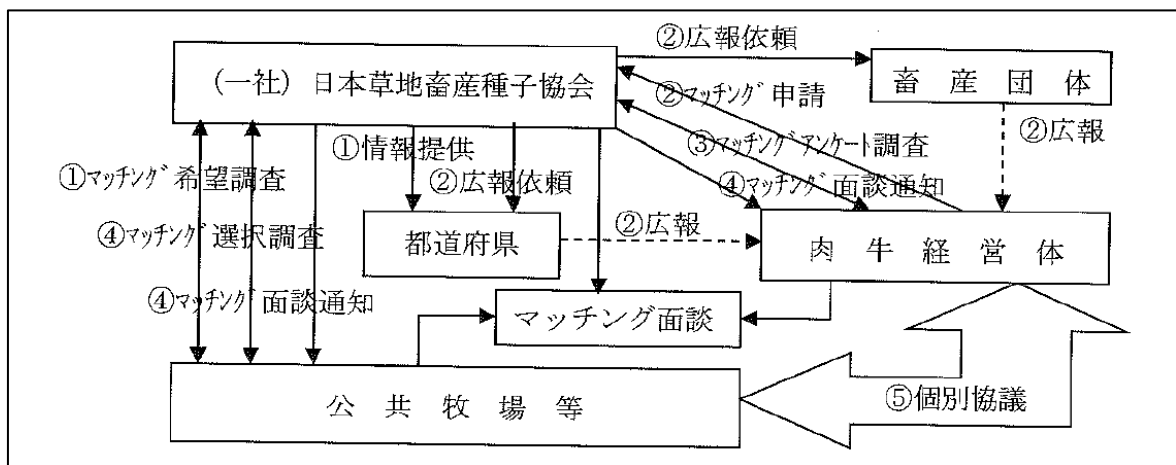 ②広報依頼
(一社) 日本草地畜産種子協会
畜産団体
②マッチング申請
②広報
①情報提供
③マッチングアンケート調査
①マッチング希望調査
②広報依頼
④マッチング面談通知
④マッチング選択調査
都道府県
②広報
肉牛経営体
④マッチング面談通知
マッチング面談
⑤個別協議
公共牧場等